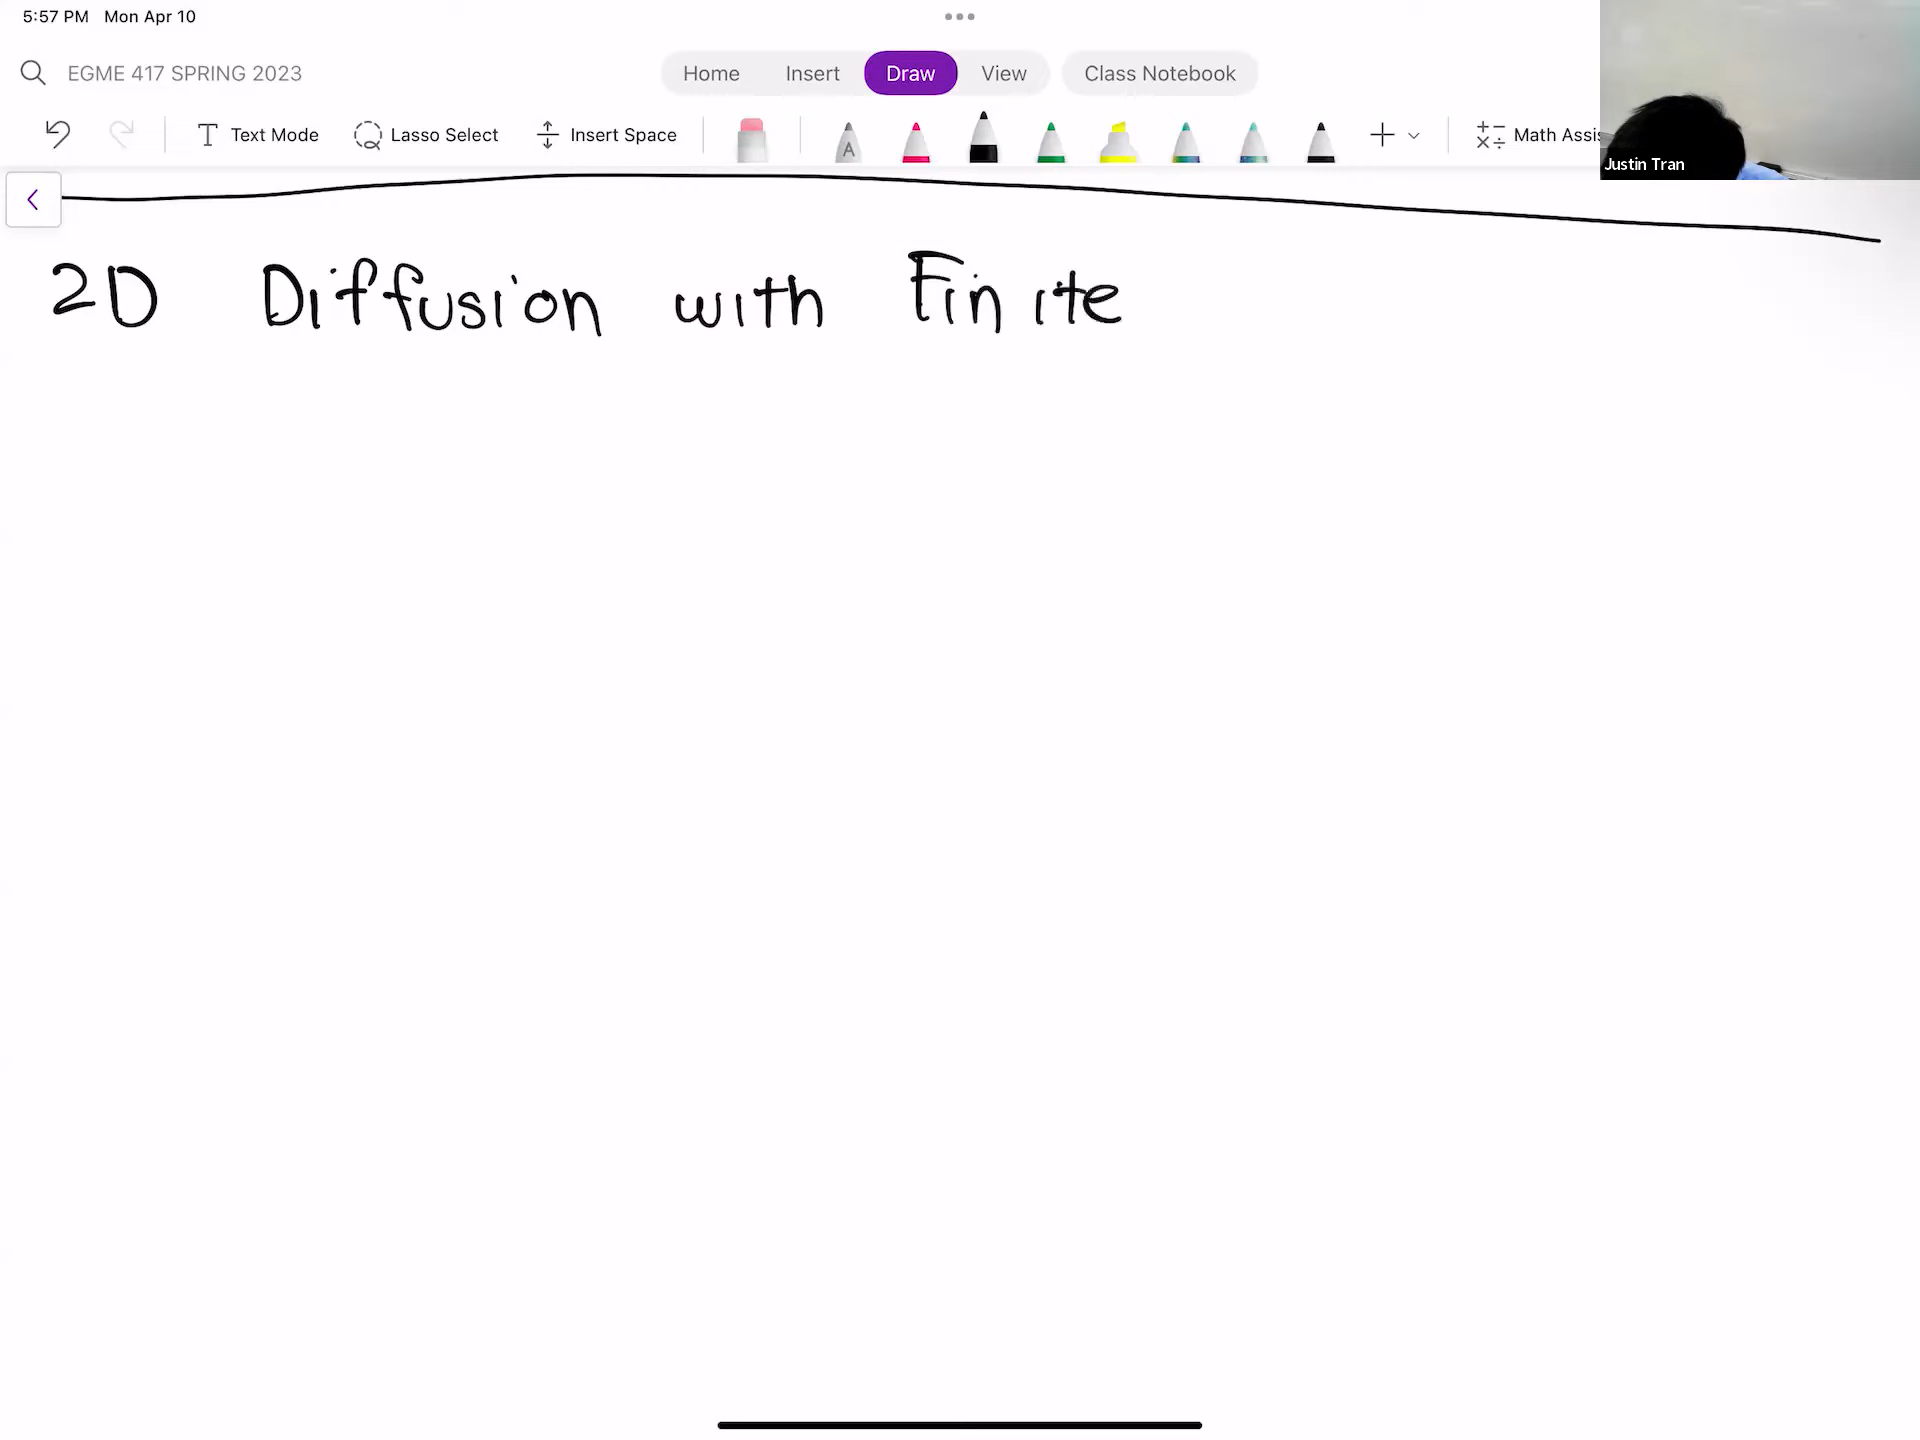 5:57 PM Mon Apr 10
EGME 417 SPRING 2023
Home Insert Draw View Class Notebook
Text Mode Lasso Select Insert Space A Math Assis
Justin Tran
2D Diffusion with Finite